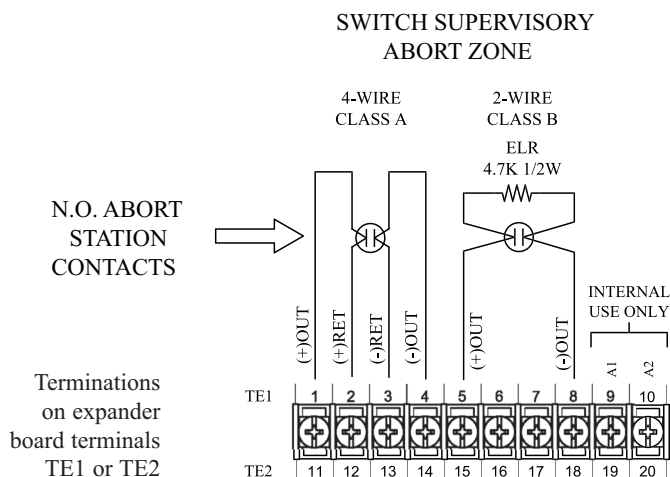 SWITCH SUPERVISORY
ABORT ZONE
4-WIRE
CLASS A
2-WIRE
CLASS B
ELR
4.7K 1/2W
N.O. ABORT
STATION
CONTACTS
(+)OUT
(+)RET
(-)RET
(-)OUT
(+)OUT
(-)OUT
INTERNAL
USE ONLY
A1
A2
Terminations
on expander
board terminals
TE1 or TE2
TE1 1 2 3 4 5 6 7 8 9 10
TE2 11 12 13 14 15 16 17 18 19 20